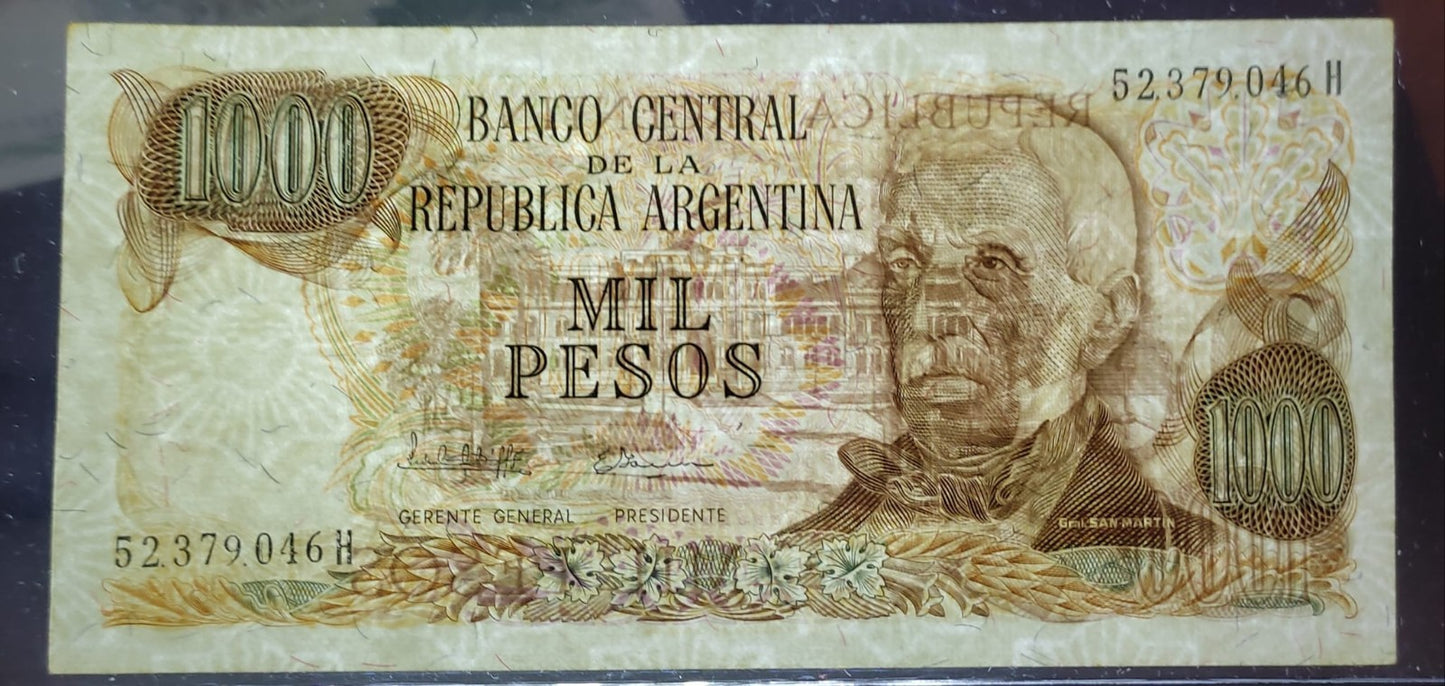 1000
52.379.046 H
BANCO CENTRAL
DE LA
REPUBLICA ARGENTINA
REPUBLICA
MIL
PESOS
GERENTE GENERAL PRESIDENTE
Gral. SAN MARTIN
1000
52.379.046 H